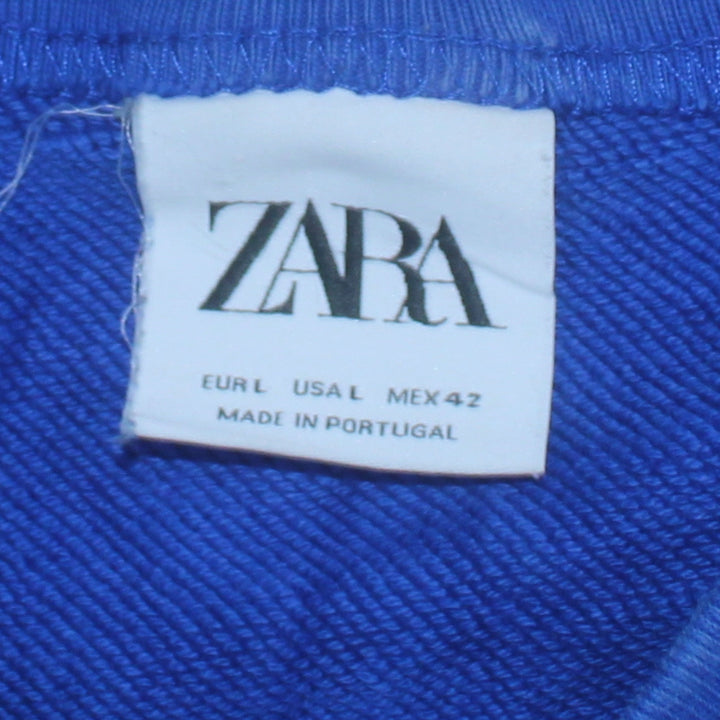 ZARA
EUR L USA L MEX 42
MADE IN PORTUGAL